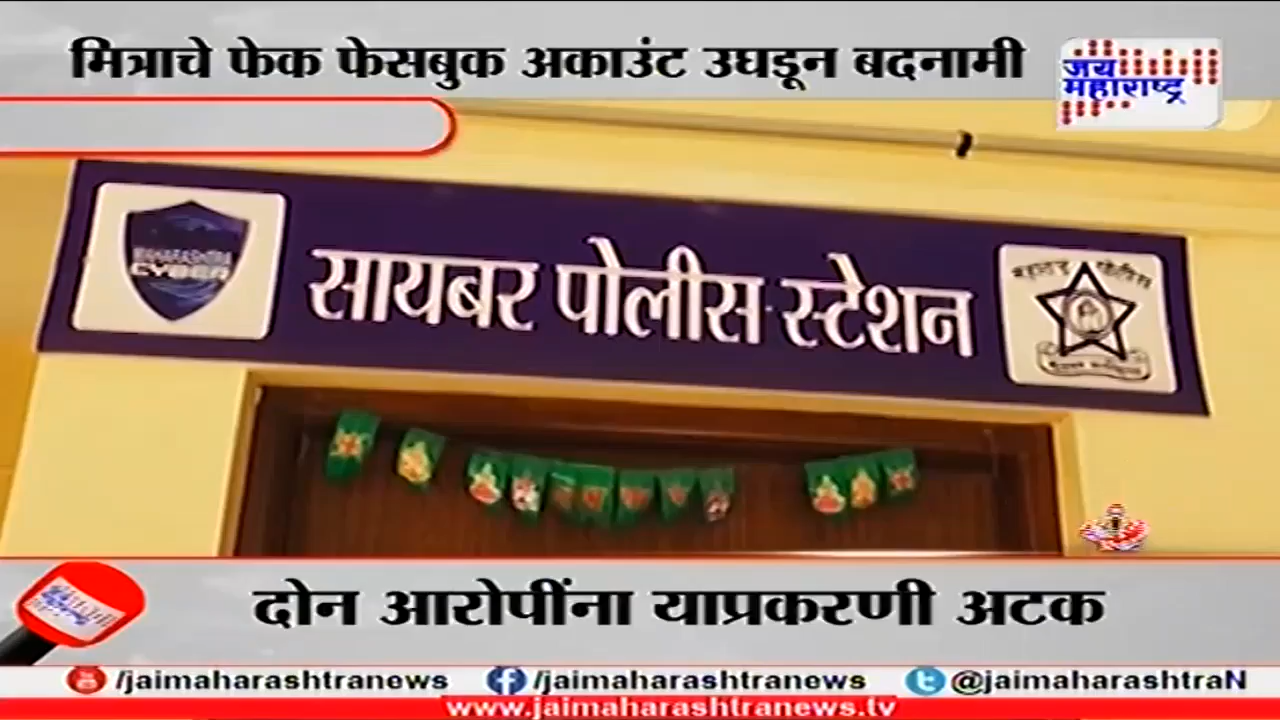 मित्राचे फेक फेसबुक अकाउंट उघडून बदनामी
जय
महाराष्ट्र
MAHARASHTRA
CYBER
सायबर पोलीस स्टेशन
महाराष्ट्र पोलिस
दोन आरोपींना याप्रकरणी अटक
/jaimaharashtranews
/jaimaharashtranews
@jaimaharashtraN
www.jaimaharashtranews.tv